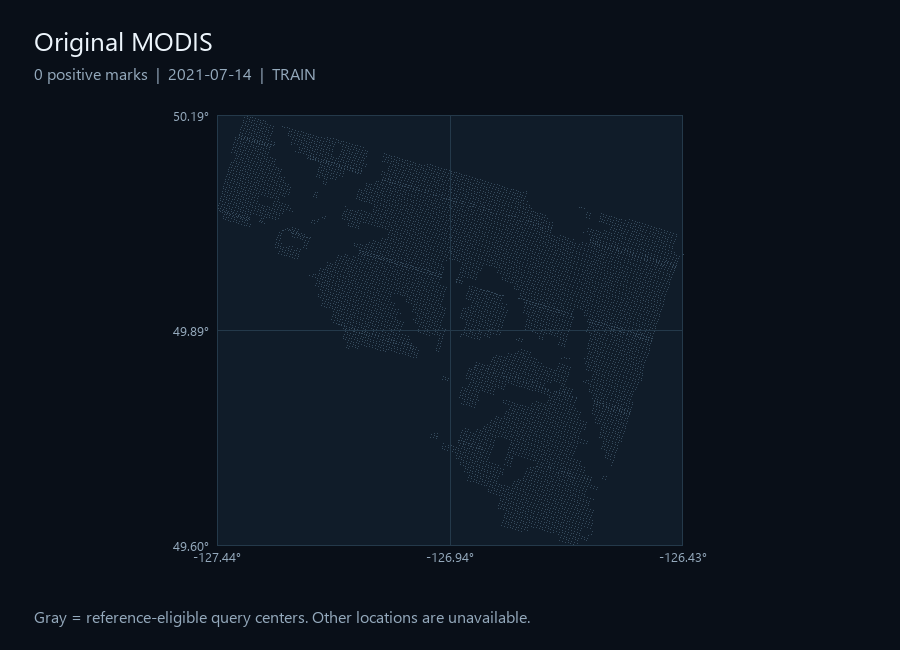 Original MODIS
0 positive marks | 2021-07-14 | TRAIN
50.19°
49.89°
49.60°
-127.44° -126.94° -126.43°
Gray = reference-eligible query centers. Other locations are unavailable.